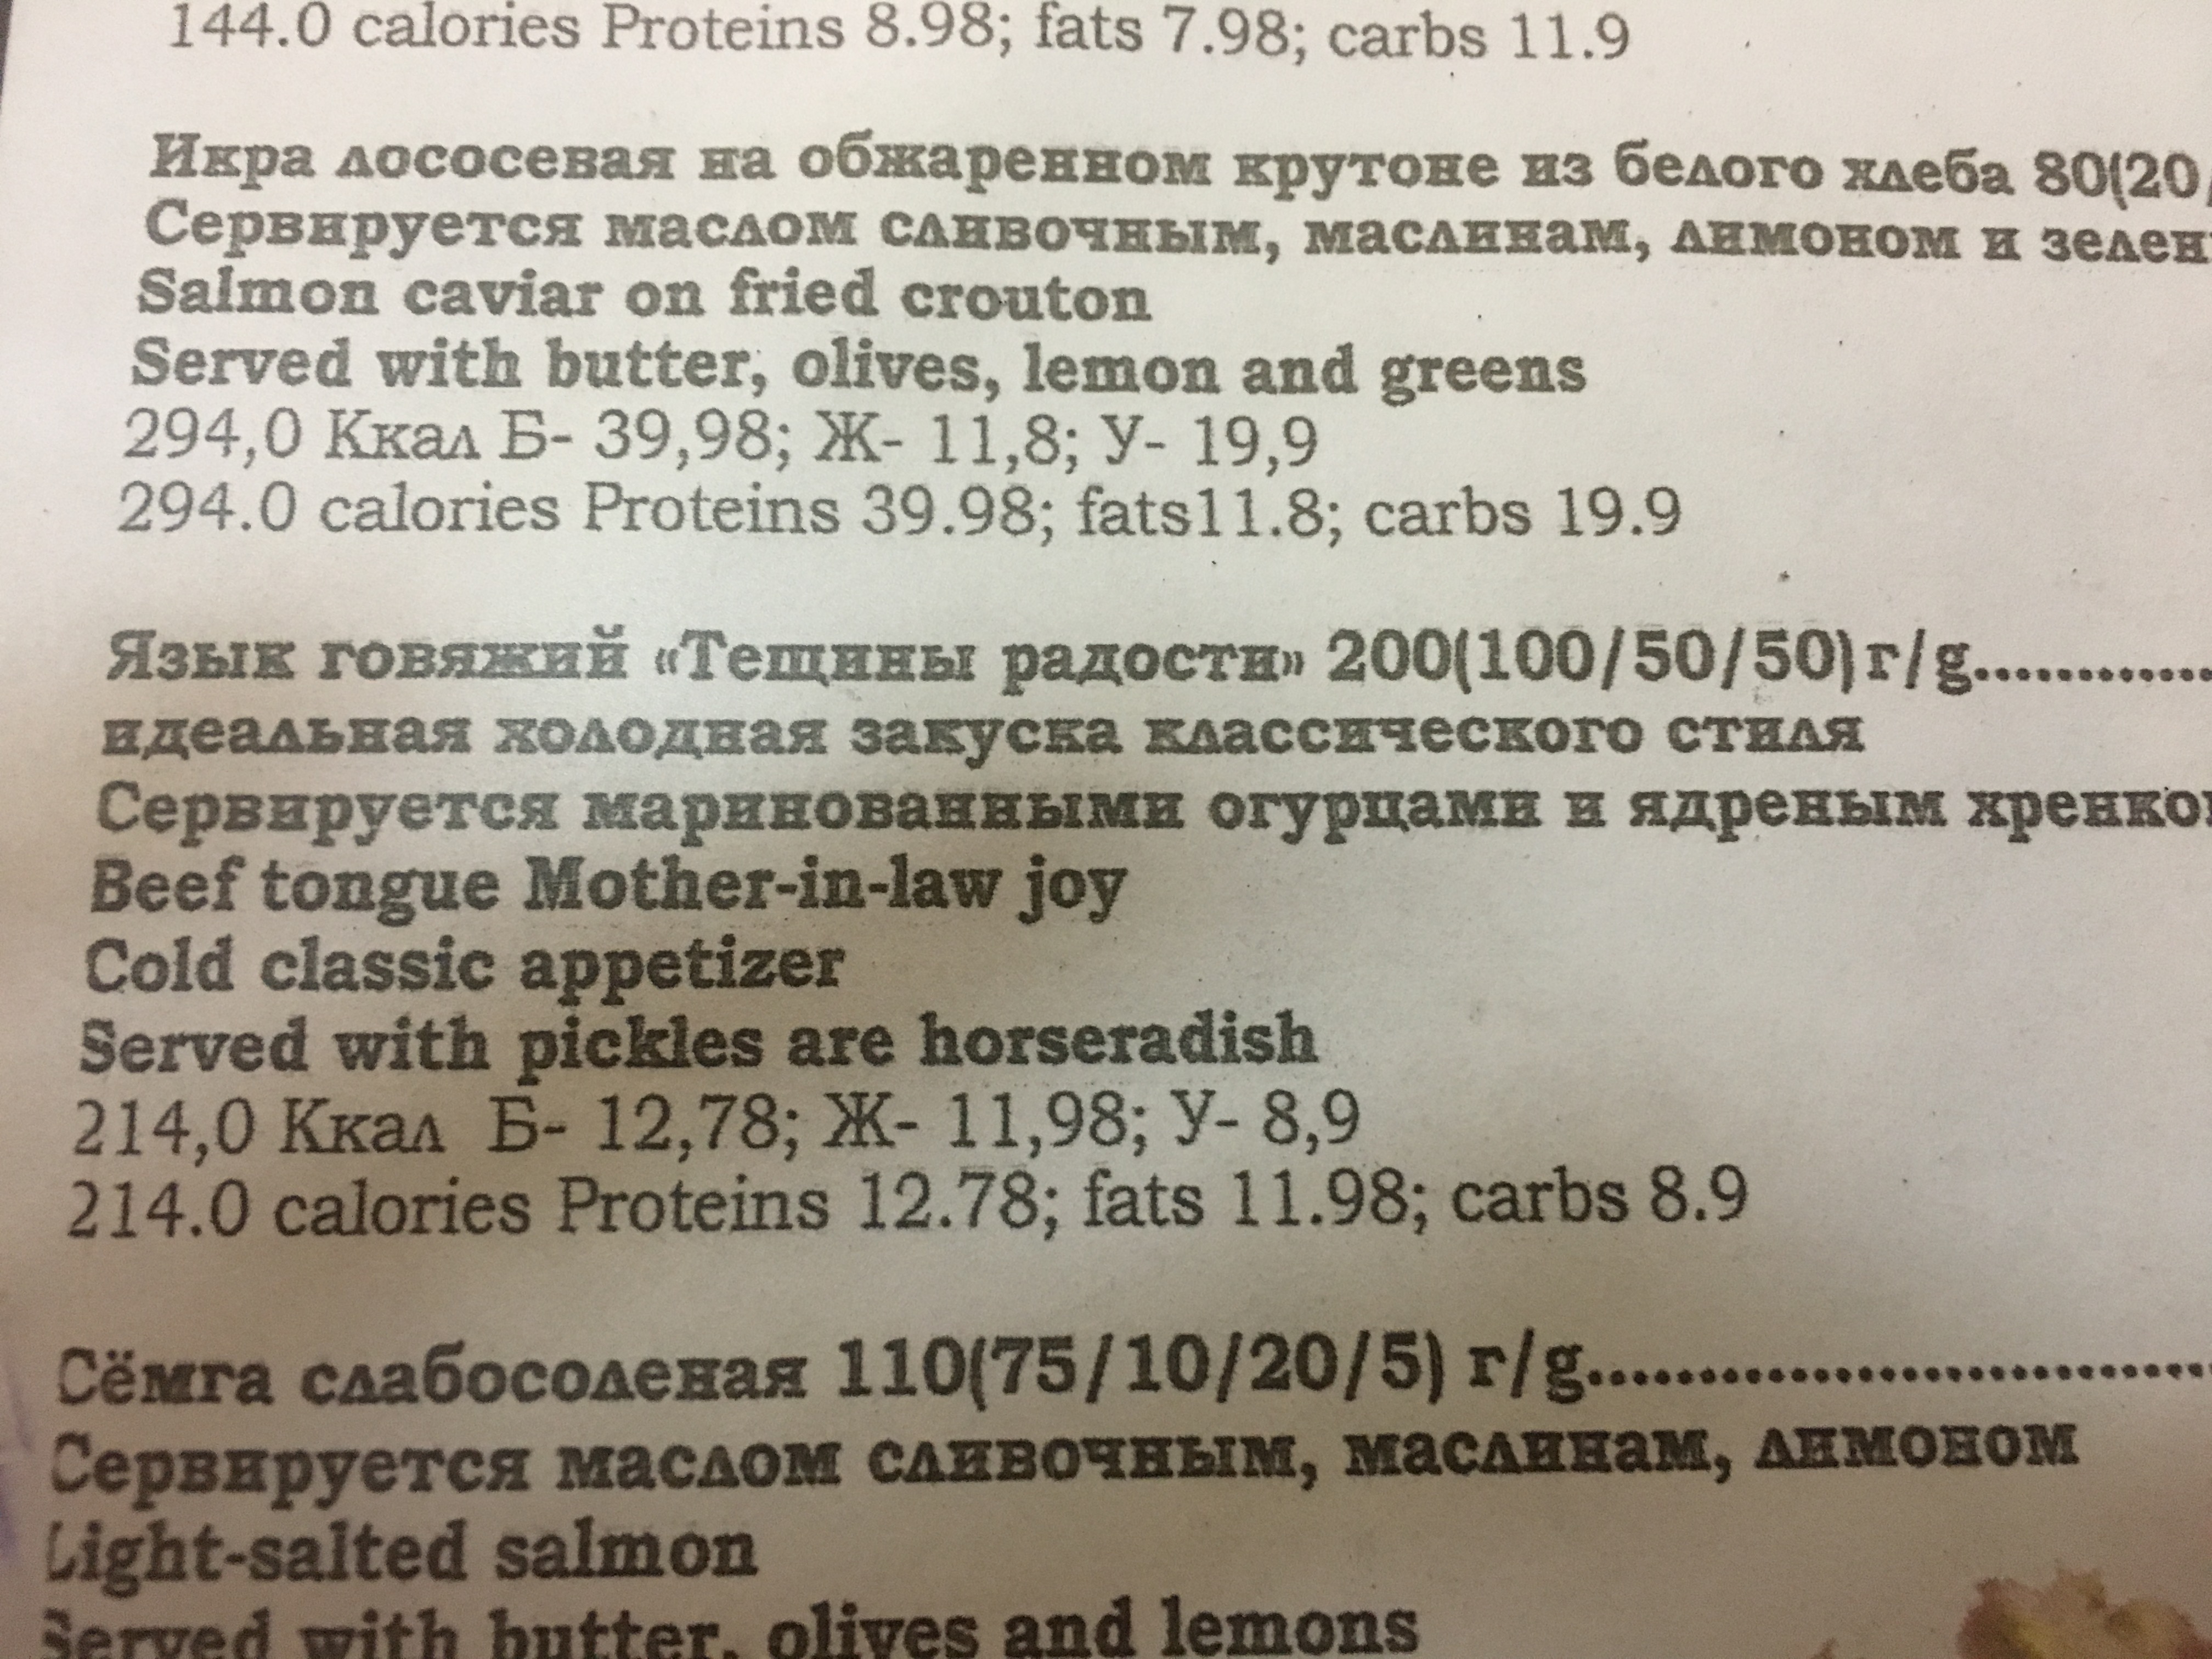 144.0 calories Proteins 8.98; fats 7.98; carbs 11.9
Икра лососевая на обжаренном крутоне из белого хлеба 80(20/
Сервируется маслом сливочным, маслинам, лимоном и зелен
Salmon caviar on fried crouton
Served with butter, olives, lemon and greens
294,0 Ккал Б- 39,98; Ж- 11,8; У- 19,9
294.0 calories Proteins 39.98; fats11.8; carbs 19.9
Язык говяжий «Тещины радости» 200(100/50/50)г/g..............
идеальная холодная закуска классического стиля
Сервируется маринованными огурцами и ядреным хренко
Beef tongue Mother-in-law joy
Cold classic appetizer
Served with pickles are horseradish
214,0 Ккал Б- 12,78; Ж- 11,98; У- 8,9
214.0 calories Proteins 12.78; fats 11.98; carbs 8.9
Сёмга слабосоленая 110(75/10/20/5) г/g................................
Сервируется маслом сливочным, маслинам, лимоном
Light-salted salmon
Served with butter, olives and lemons